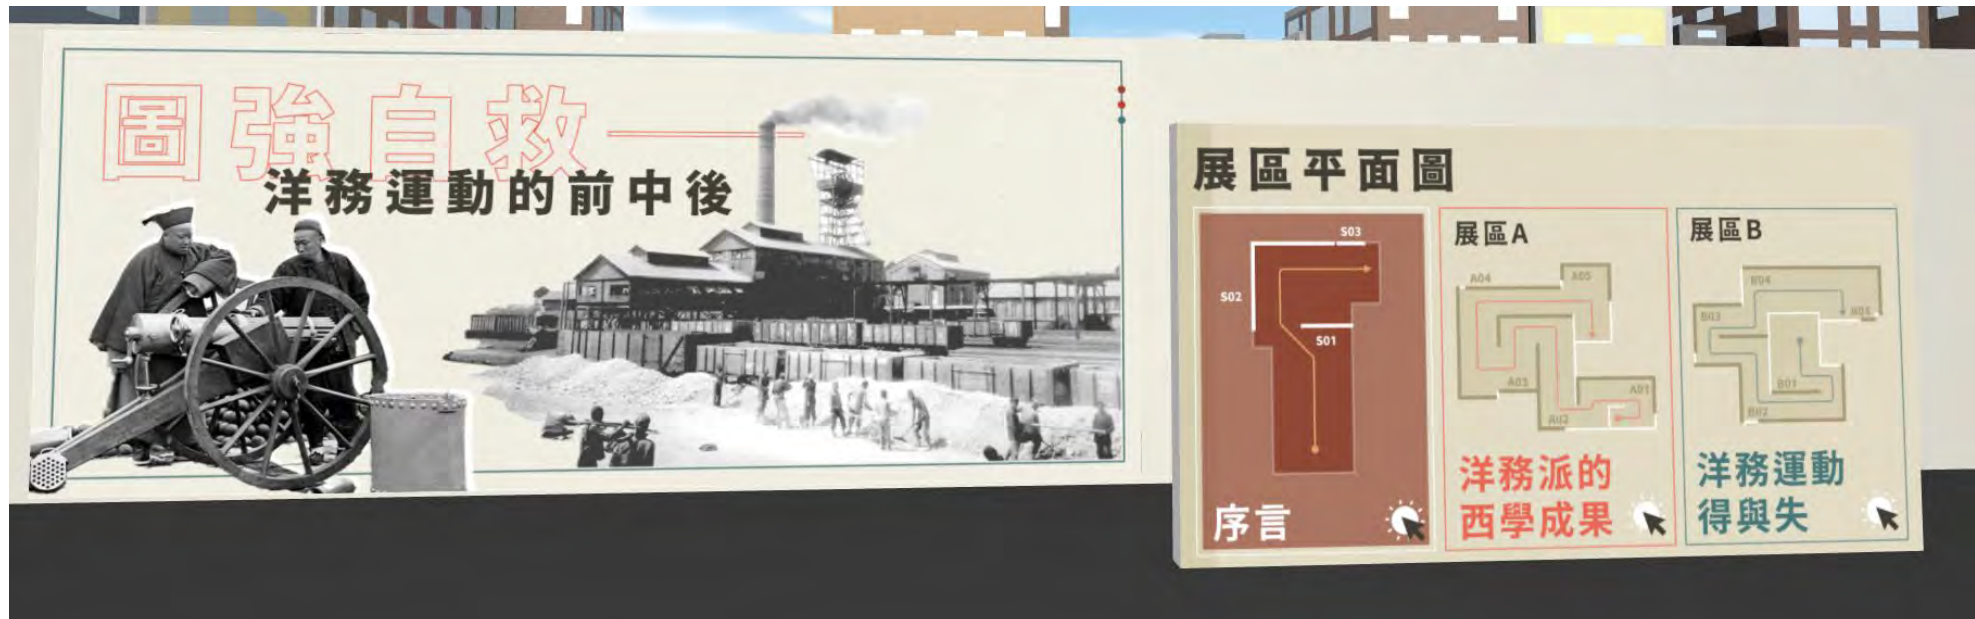 圖強自救
洋務運動的前中後
展區平面圖
S03
S02
S01
序言
展區A
A04
A05
A03
A01
A02
洋務派的
西學成果
展區B
B04
B03
B05
B01
B02
洋務運動
得與失